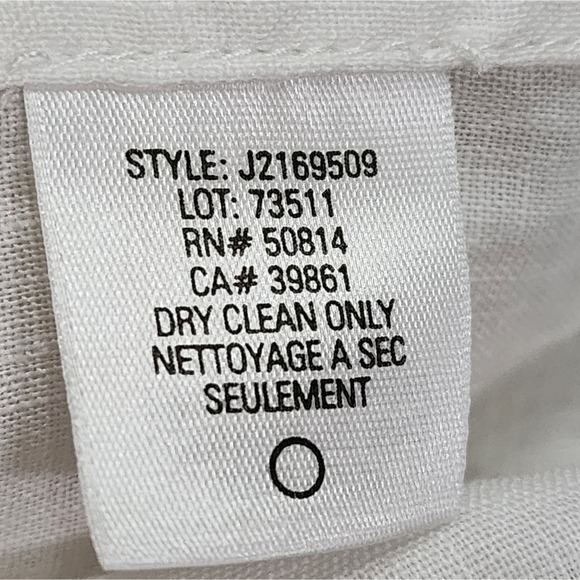 STYLE: J2169509
LOT: 73511
RN# 50814
CA# 39861
DRY CLEAN ONLY
NETTOYAGE A SEC
SEULEMENT